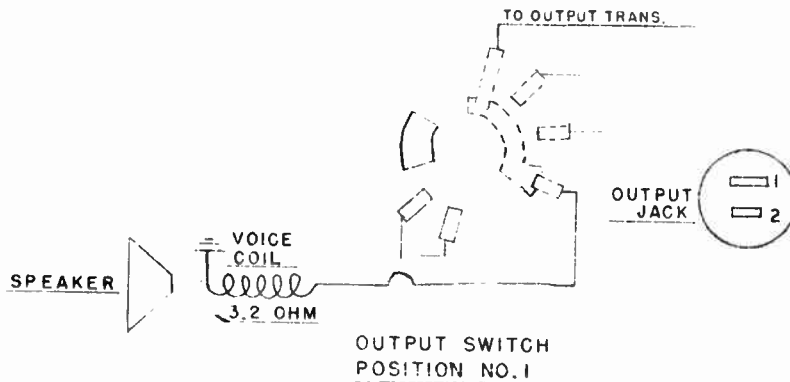 TO OUTPUT TRANS.
OUTPUT
JACK
1
2
VOICE
COIL
SPEAKER
3.2 OHM
OUTPUT SWITCH
POSITION NO.1